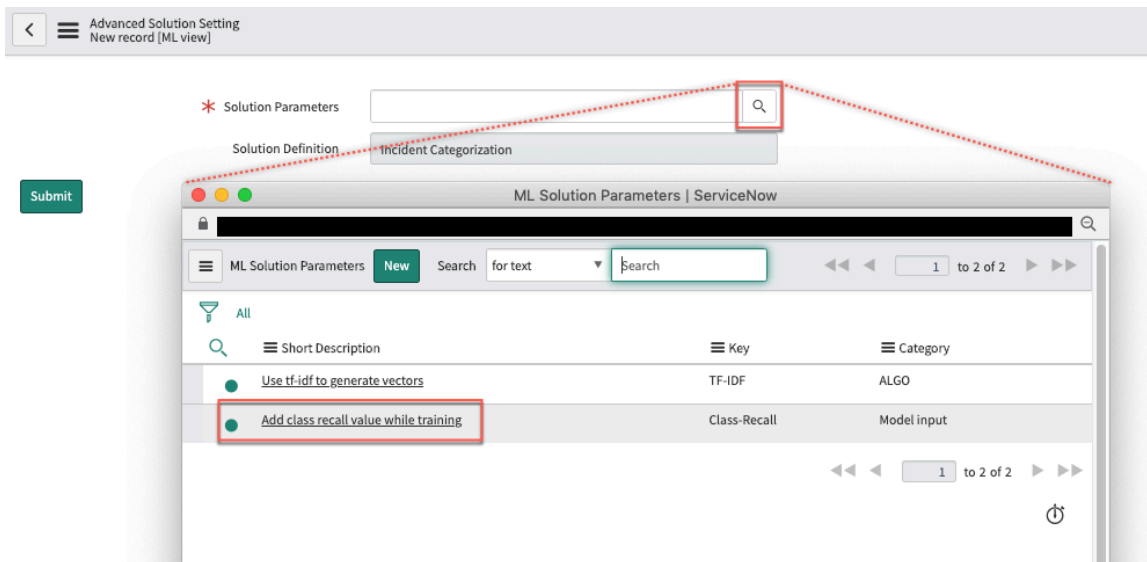 Advanced Solution Setting
New record [ML view]
Solution Parameters
Solution Definition Incident Categorization
Submit
ML Solution Parameters | ServiceNow
ML Solution Parameters New Search for text Search 1 to 2 of 2
All
Short Description Key Category
Use tf-idf to generate vectors TF-IDF ALGO
Add class recall value while training Class-Recall Model input
1 to 2 of 2